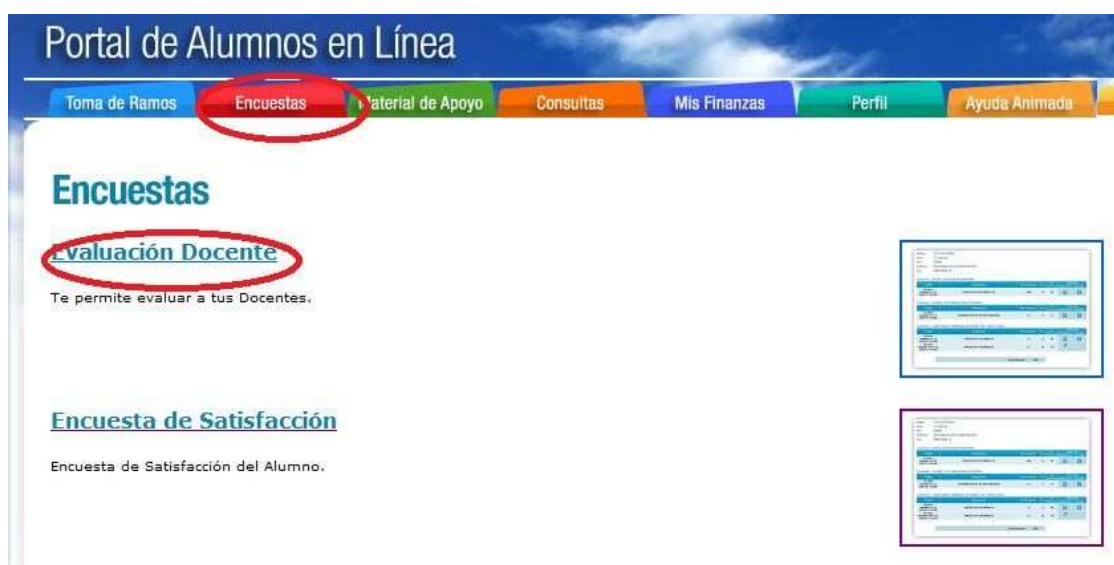 Portal de Alumnos en Línea
Toma de Ramos Encuestas Material de Apoyo Consultas Mis Finanzas Perfil Ayuda Animada
Encuestas
Evaluación Docente
Te permite evaluar a tus Docentes.
Encuesta de Satisfacción
Encuesta de Satisfacción del Alumno.